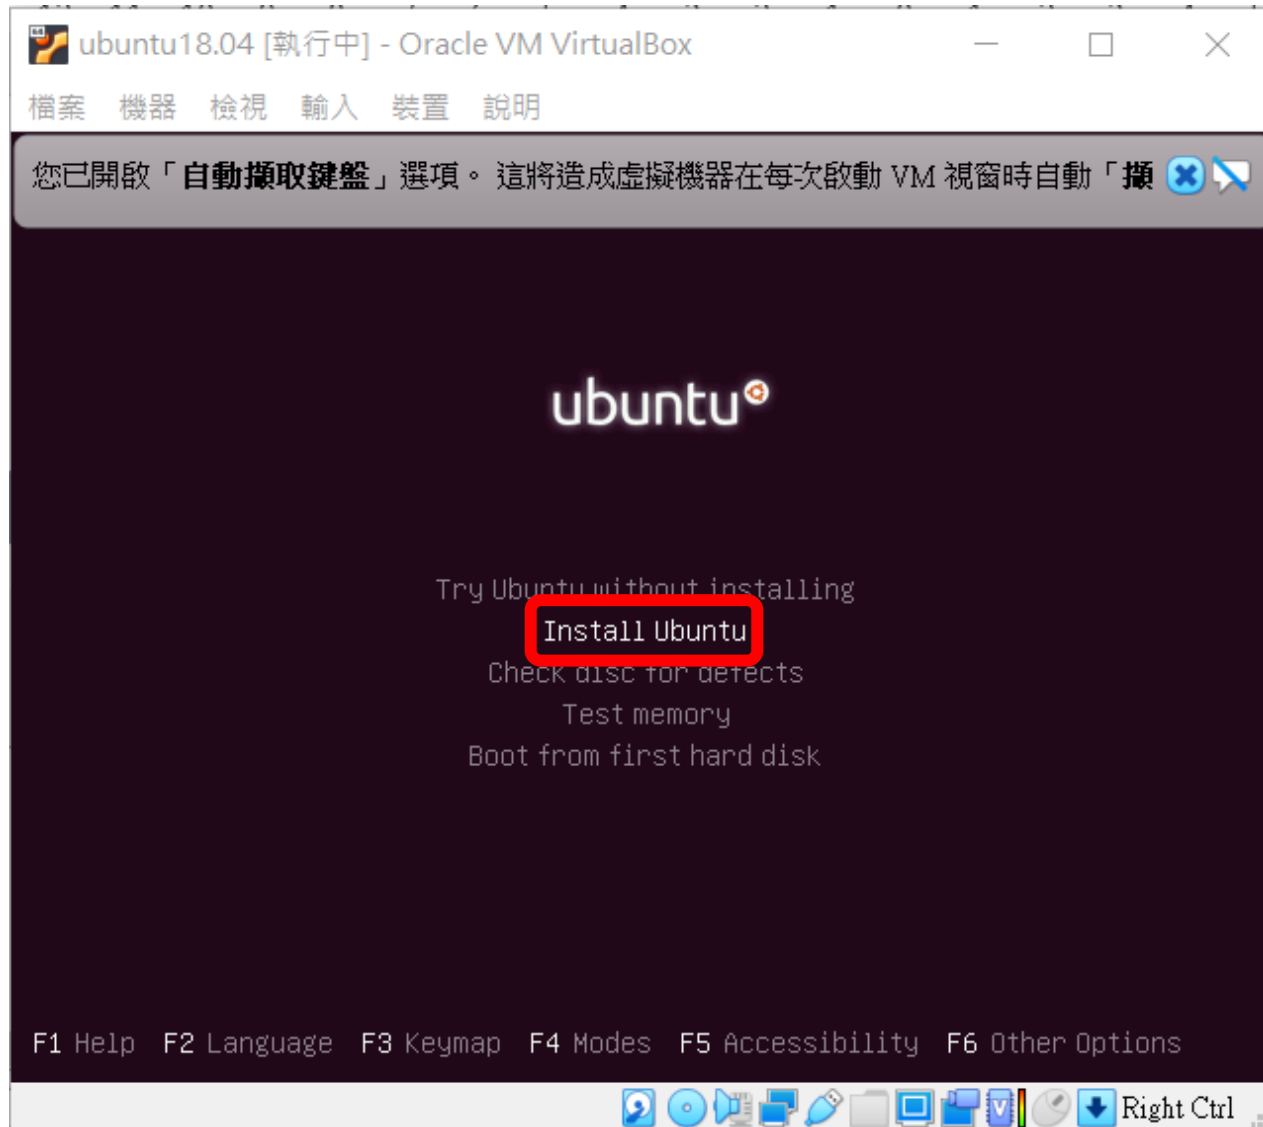 ubuntu18.04 [執行中] - Oracle VM VirtualBox
檔案 機器 檢視 輸入 裝置 說明
您已開啟「自動擷取鍵盤」選項。 這將造成虛擬機器在每次啟動 VM 視窗時自動「擷
ubuntu
Try Ubuntu without installing
Install Ubuntu
Check disc for defects
Test memory
Boot from first hard disk
F1 Help F2 Language F3 Keymap F4 Modes F5 Accessibility F6 Other Options
Right Ctrl